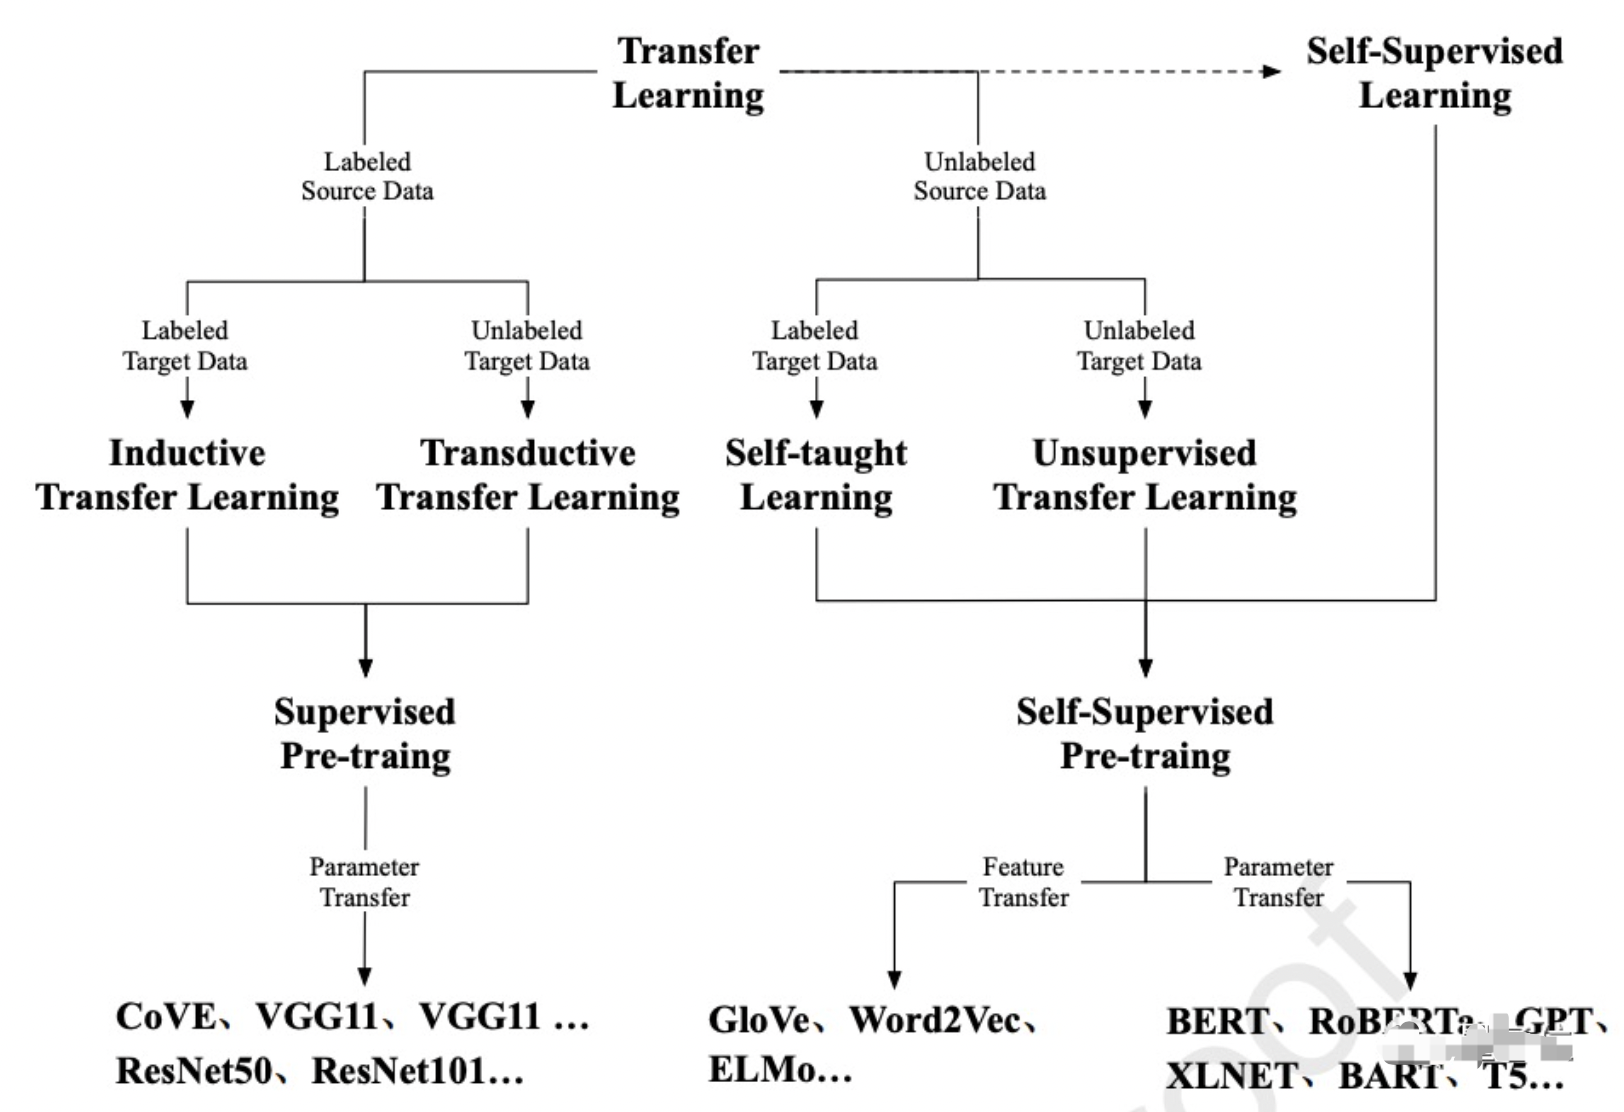 Transfer
Learning
Self-Supervised
Learning
Labeled
Source Data
Unlabeled
Source Data
Labeled
Target Data
Unlabeled
Target Data
Labeled
Target Data
Unlabeled
Target Data
Inductive
Transfer Learning
Transductive
Transfer Learning
Self-taught
Learning
Unsupervised
Transfer Learning
Supervised
Pre-traing
Self-Supervised
Pre-traing
Parameter
Transfer
Feature
Transfer
Parameter
Transfer
CoVE、VGG11、VGG11 ...
ResNet50、ResNet101...
GloVe、Word2Vec、
ELMo...
BERT、RoBERTa、GPT、
XLNET、BART、T5...